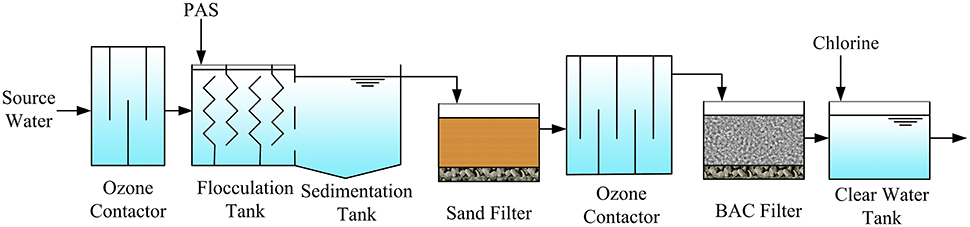 PAS
Chlorine
Source
Water
Ozone
Contactor
Flocculation
Tank
Sedimentation
Tank
Sand Filter
Ozone
Contactor
BAC Filter
Clear Water
Tank